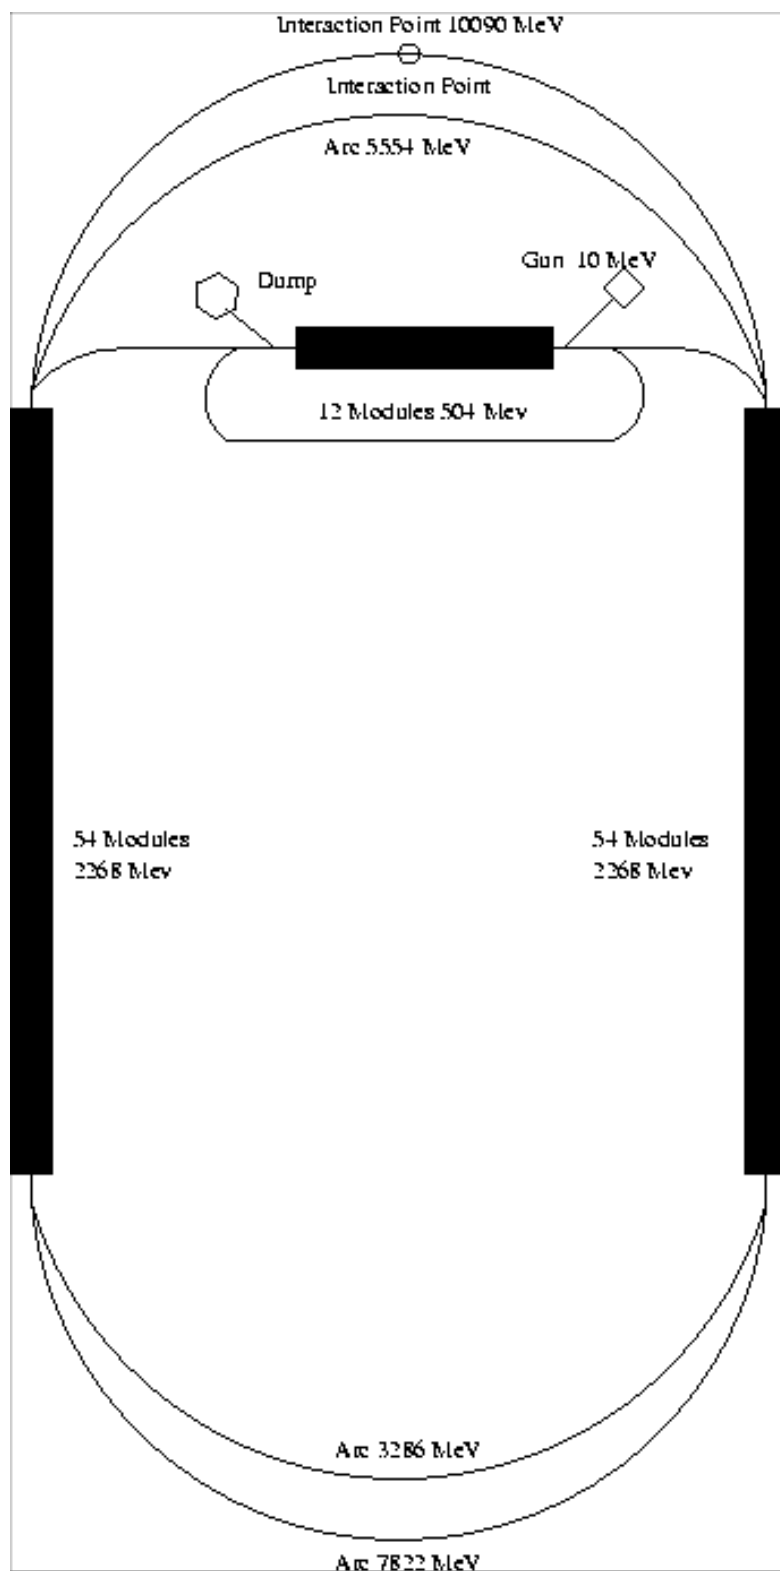 Interaction Point 10090 MeV
Interaction Point
Arc 5554 MeV
Gun 10 MeV
Dump
12 Modules 504 Mev
54 Modules
2268 Mev
54 Modules
2268 Mev
Arc 3286 MeV
Arc 7822 MeV